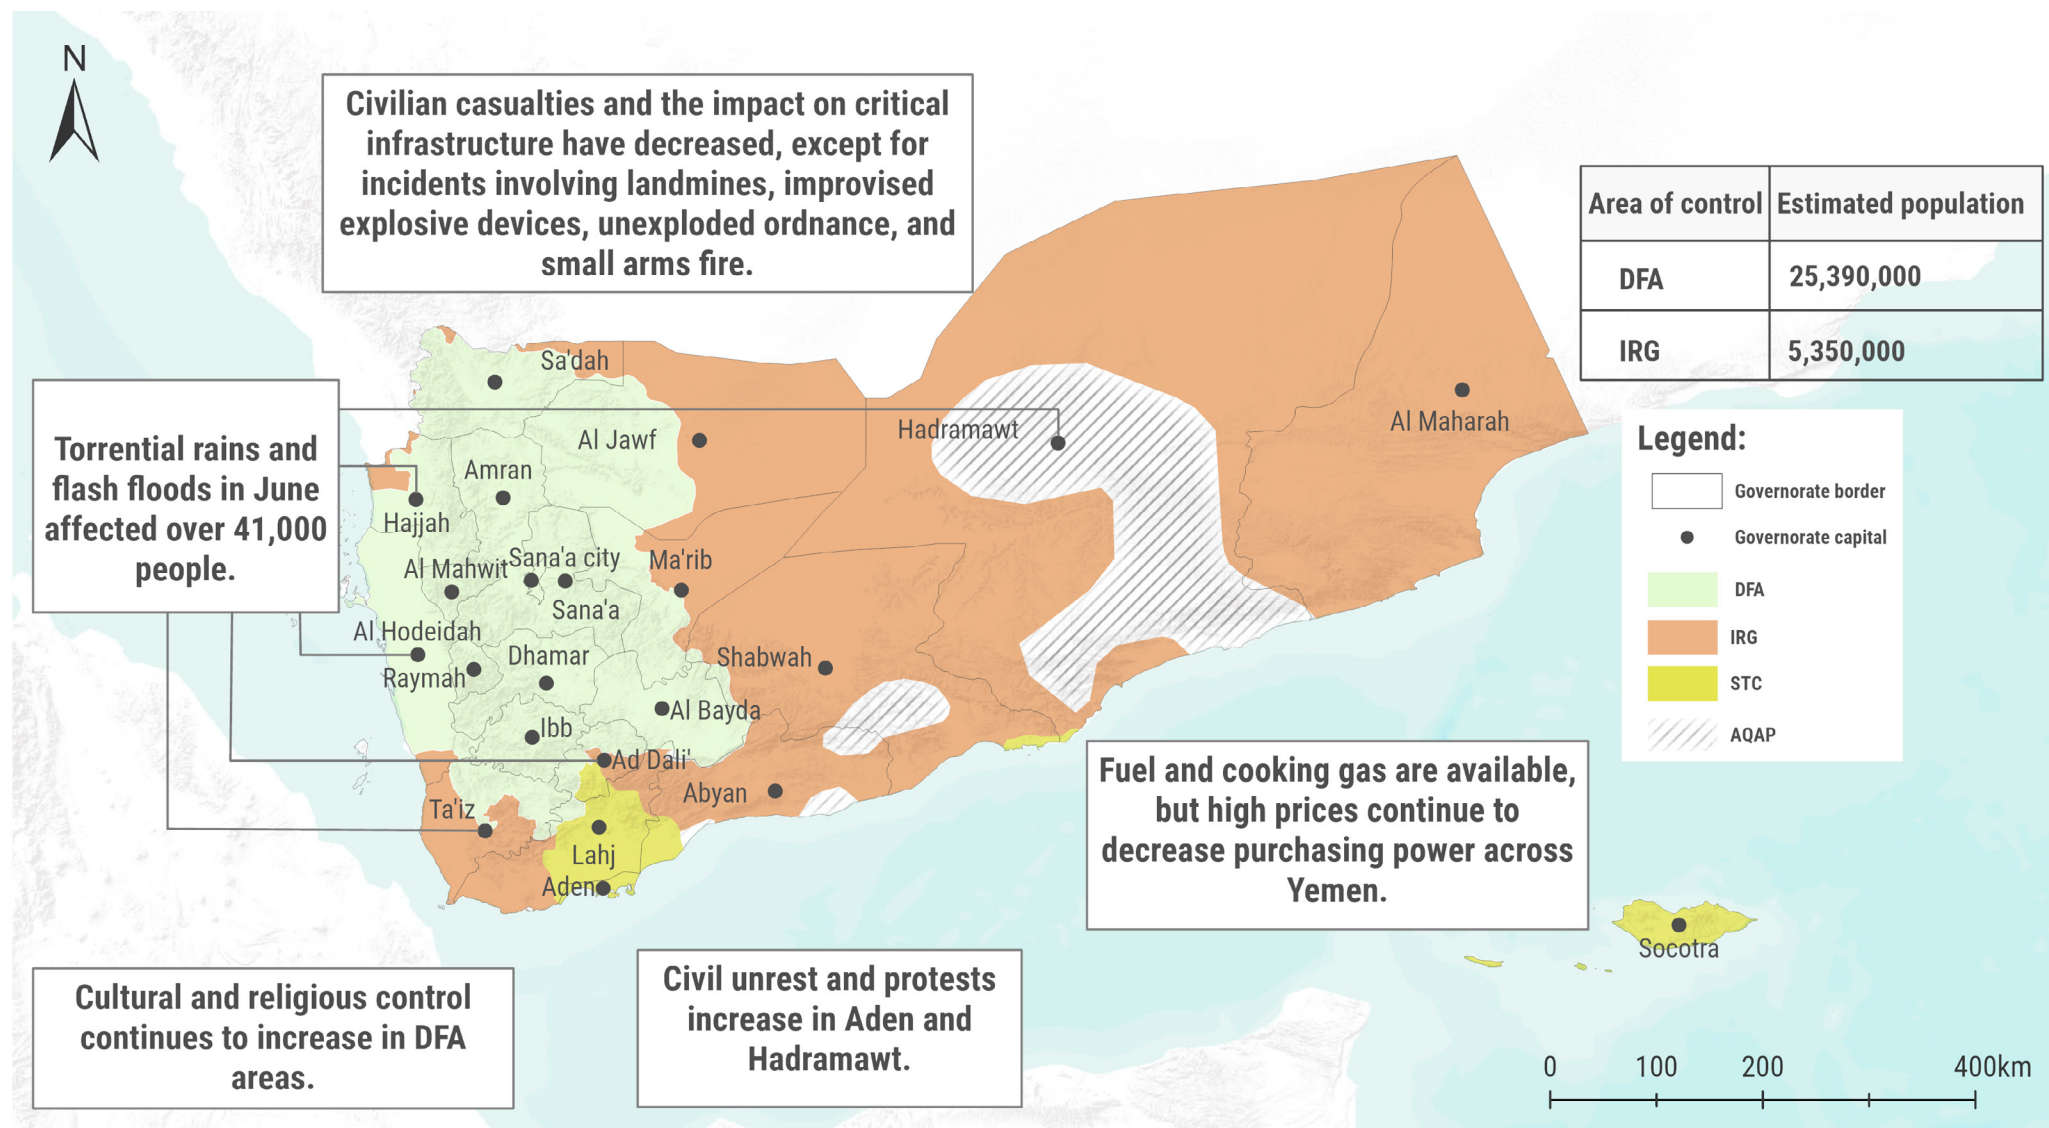 N
Civilian casualties and the impact on critical
infrastructure have decreased, except for
incidents involving landmines, improvised
explosive devices, unexploded ordnance, and
small arms fire.
Area of control Estimated population
DFA 25,390,000
IRG 5,350,000
Torrential rains and
flash floods in June
affected over 41,000
people.
Sa'dah
Al Jawf
Hadramawt
Al Maharah
Amran
Hajjah
Sana'a city
Ma'rib
Al Mahwit
Sana'a
Al Hodeidah
Dhamar
Shabwah
Raymah
Al Bayda
Ibb
Ad Dali'
Abyan
Ta'iz
Lahj
Aden
Socotra
Legend:
Governorate border
Governorate capital
DFA
IRG
STC
AQAP
Fuel and cooking gas are available,
but high prices continue to
decrease purchasing power across
Yemen.
Cultural and religious control
continues to increase in DFA
areas.
Civil unrest and protests
increase in Aden and
Hadramawt.
0 100 200 400km